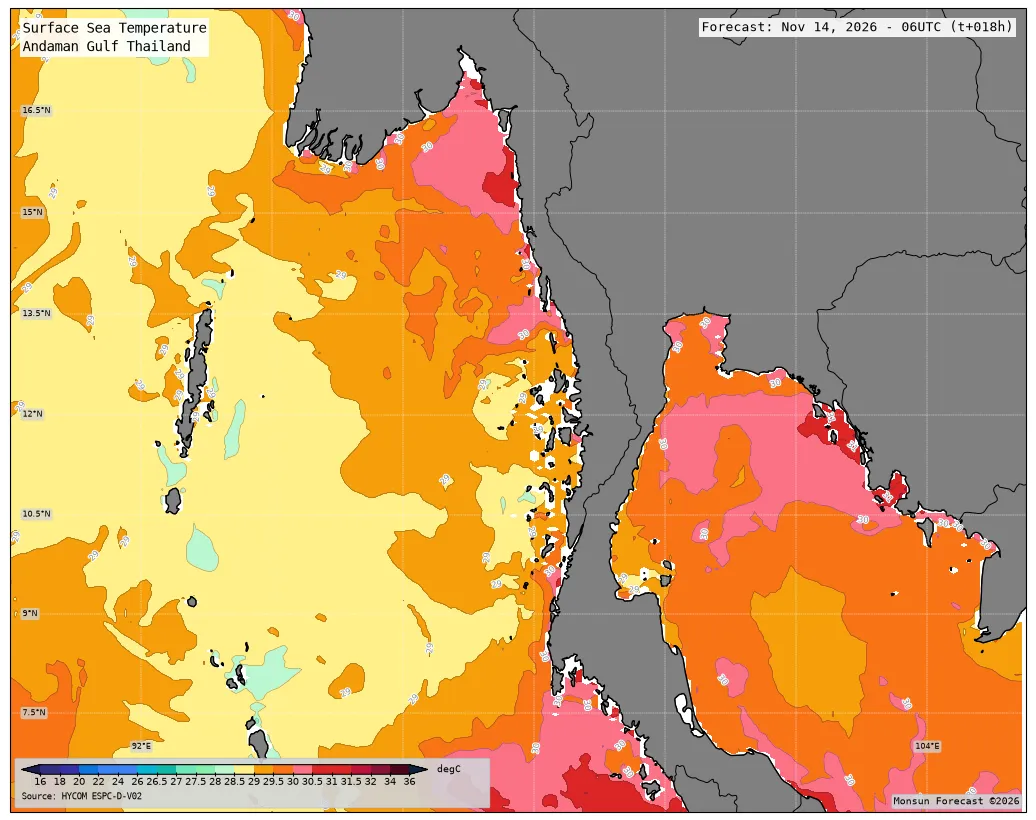 Surface Sea Temperature
Andaman Gulf Thailand
Forecast: Nov 14, 2026 - 06UTC (t+018h)
16.5°N
15°N
13.5°N
12°N
10.5°N
9°N
7.5°N
92°E
104°E
degC
16 18 20 22 24 26 26.5 27 27.5 28 28.5 29 29.5 30 30.5 31 31.5 32 34 36
Source: HYCOM ESPC-D-V02
Monsun Forecast ©2026